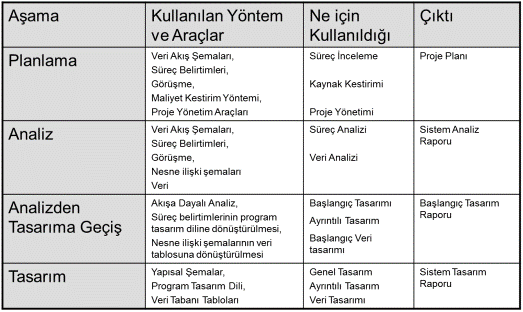 Aşama
Kullanılan Yöntem
ve Araçlar
Ne için
Kullanıldığı
Çıktı
Planlama
Veri Akış Şemaları,
Süreç Belirtimleri,
Görüşme,
Maliyet Kestirim Yöntemi,
Proje Yönetim Araçları
Süreç İnceleme
Kaynak Kestirimi
Proje Yönetimi
Proje Planı
Analiz
Veri Akış Şemaları,
Süreç Belirtimleri,
Görüşme,
Nesne ilişki şemaları
Veri
Süreç Analizi
Veri Analizi
Sistem Analiz
Raporu
Analizden
Tasarıma Geçiş
Akışa Dayalı Analiz,
Süreç belirtimlerinin program
tasarım diline dönüştürülmesi,
Nesne ilişki şemalarının veri
tablosuna dönüştürülmesi
Başlangıç Tasarımı
Ayrıntılı Tasarım
Başlangıç Veri
tasarımı
Başlangıç Tasarım
Raporu
Tasarım
Yapısal Şemalar,
Program Tasarım Dili,
Veri Tabanı Tabloları
Genel Tasarım
Ayrıntılı Tasarım
Veri Tasarımı
Sistem Tasarım
Raporu